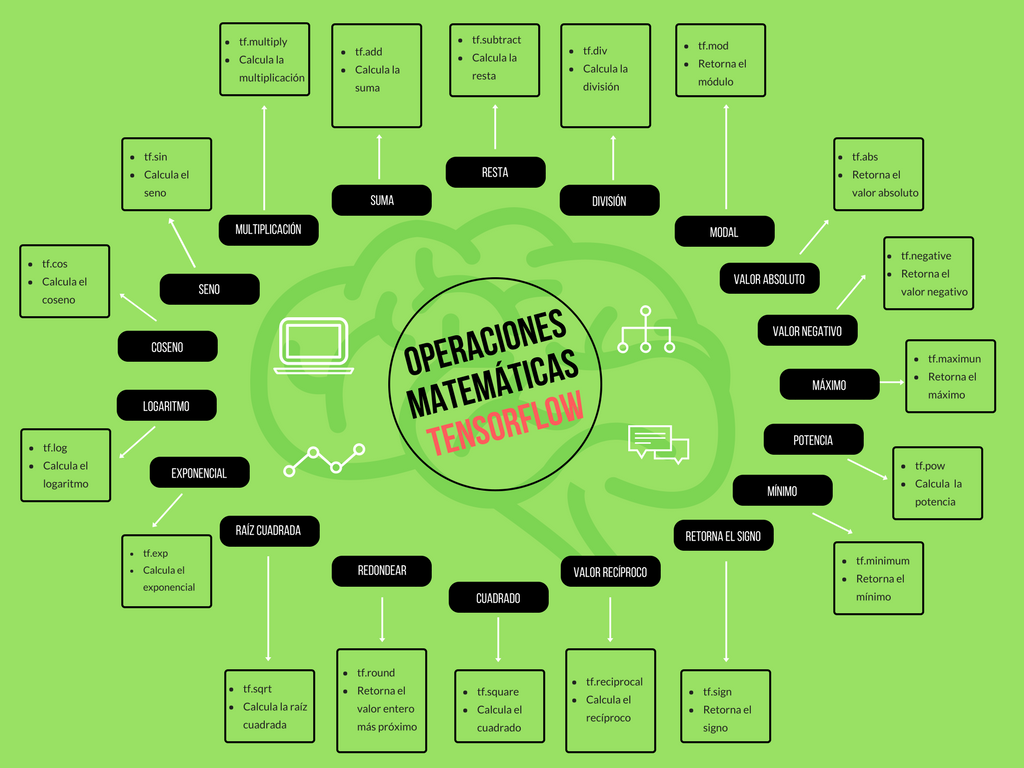 OPERACIONES
MATEMÁTICAS
TENSORFLOW
MULTIPLICACIÓN
• tf.multiply
• Calcula la
multiplicación
SUMA
• tf.add
• Calcula la
suma
RESTA
• tf.subtract
• Calcula la
resta
DIVISIÓN
• tf.div
• Calcula la
división
MODAL
• tf.mod
• Retorna el
módulo
VALOR ABSOLUTO
• tf.abs
• Retorna el
valor absoluto
VALOR NEGATIVO
• tf.negative
• Retorna el
valor negativo
MÁXIMO
• tf.maximun
• Retorna el
máximo
POTENCIA
• tf.pow
• Calcula la
potencia
MÍNIMO
• tf.minimum
• Retorna el
mínimo
RETORNA EL SIGNO
• tf.sign
• Retorna el
signo
VALOR RECÍPROCO
• tf.reciprocal
• Calcula el
recíproco
CUADRADO
• tf.square
• Calcula el
cuadrado
REDONDEAR
• tf.round
• Retorna el
valor entero
más próximo
RAÍZ CUADRADA
• tf.sqrt
• Calcula la raíz
cuadrada
EXPONENCIAL
• tf.exp
• Calcula el
exponencial
LOGARITMO
• tf.log
• Calcula el
logaritmo
COSENO
• tf.cos
• Calcula el
coseno
SENO
• tf.sin
• Calcula el
seno